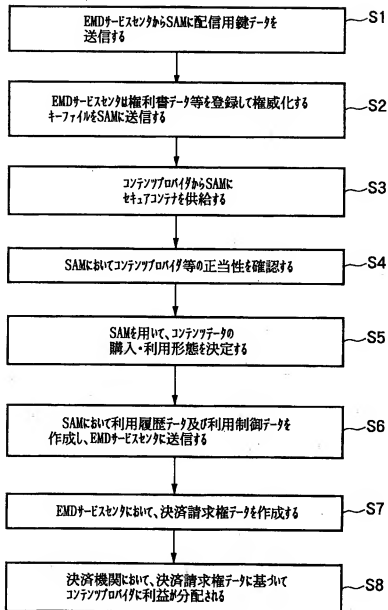 EMDサービスセンタからSAMに配信用鍵データを
送信する
S1
EMDサービスセンタは権利書データ等を登録して権威化する
キーファイルをSAMに送信する
S2
コンテンツプロバイダからSAMに
セキュアコンテナを供給する
S3
SAMにおいてコンテンツプロバイダ等の正当性を確認する
S4
SAMを用いて、コンテンツデータの
購入・利用形態を決定する
S5
SAMにおいて利用履歴データ及び利用制御データを
作成し、EMDサービスセンタに送信する
S6
EMDサービスセンタにおいて、決済請求権データを作成する
S7
決済機関において、決済請求権データに基づいて
コンテンツプロバイダに利益が分配される
S8